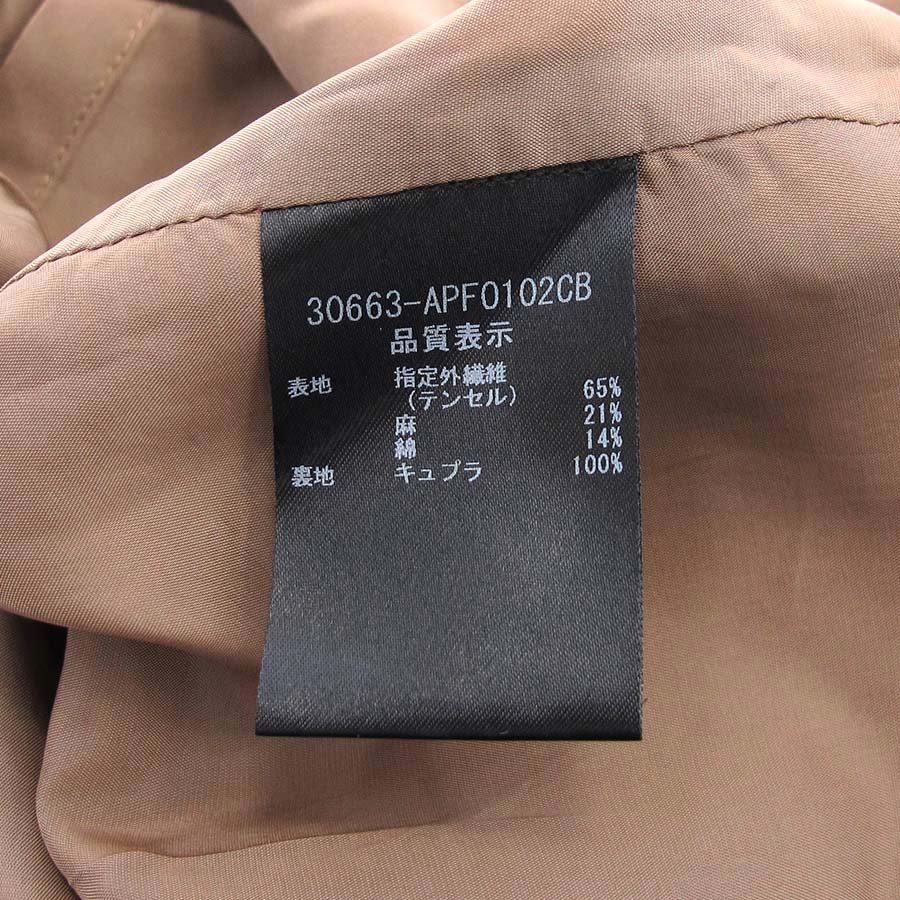 30663-APF0102CB
品質表示
表地 指定外繊維
(テンセル) 65%
麻 21%
綿 14%
裏地 キュプラ 100%